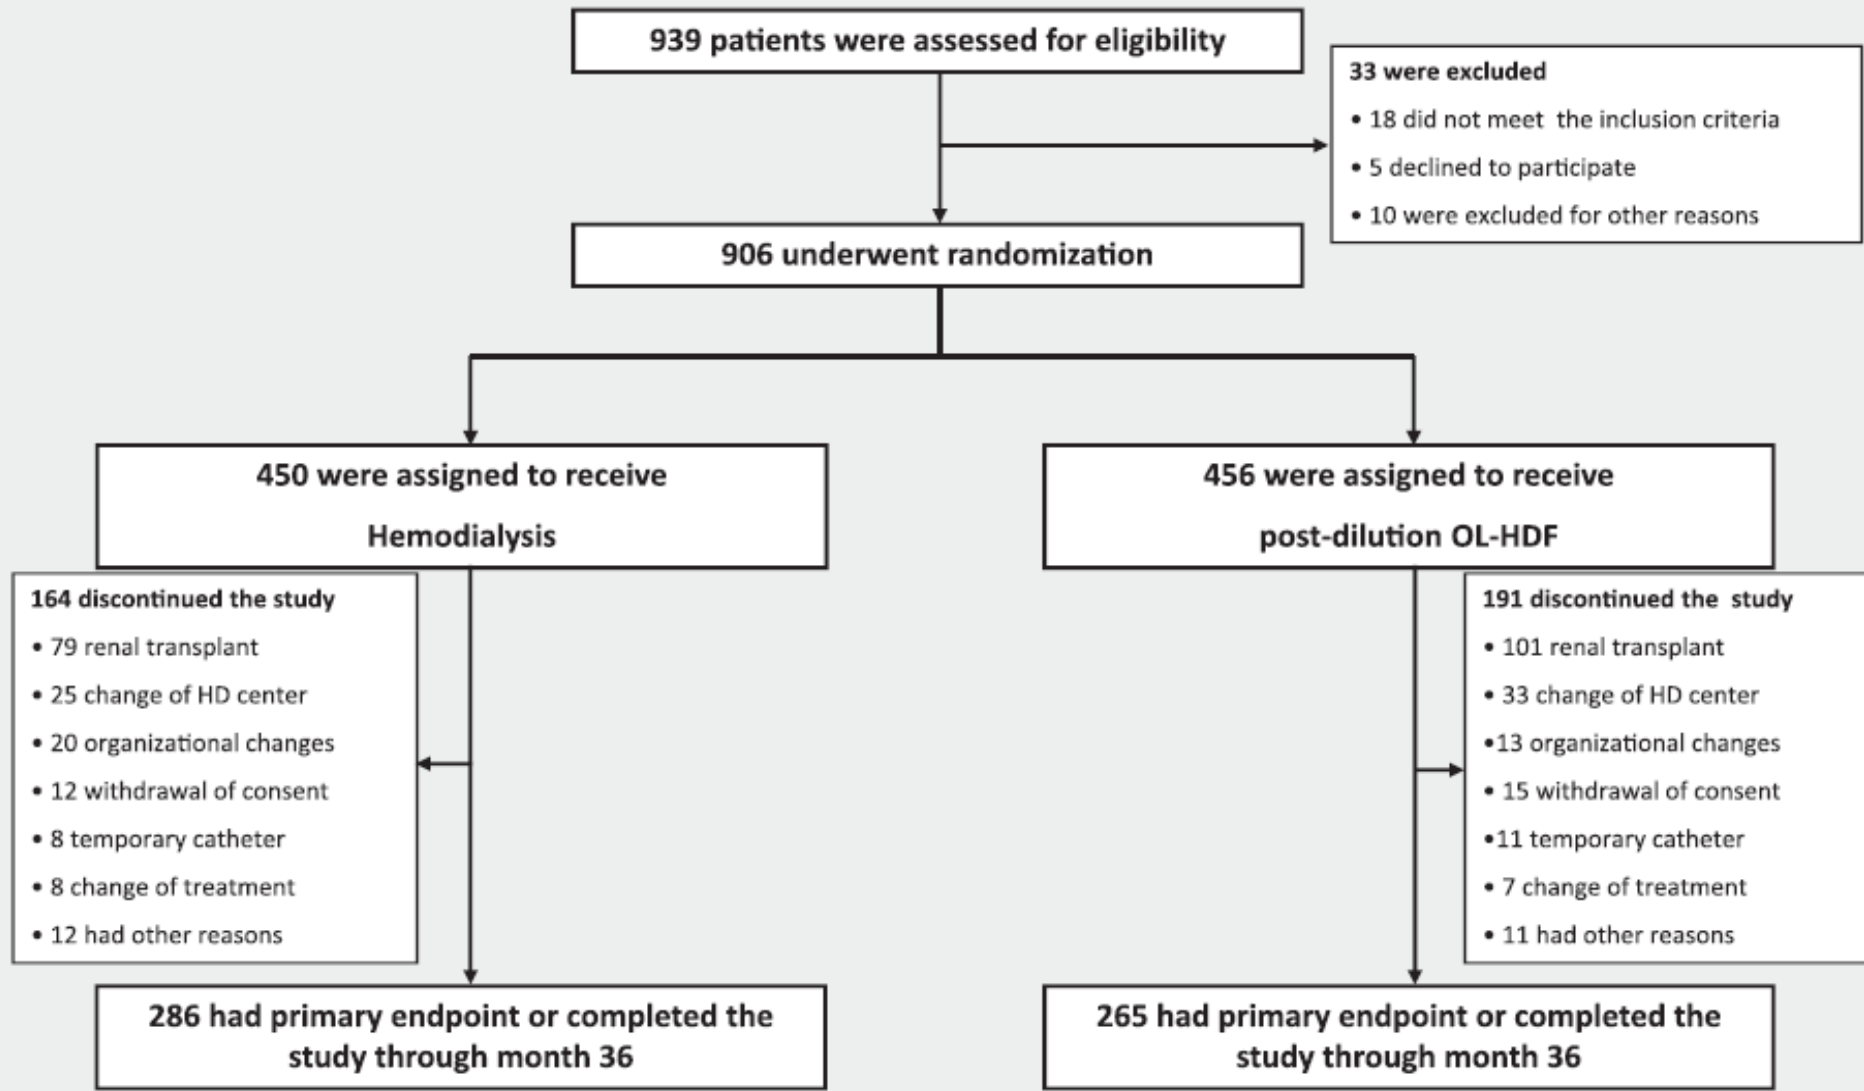 939 patients were assessed for eligibility
33 were excluded
• 18 did not meet the inclusion criteria
• 5 declined to participate
• 10 were excluded for other reasons
906 underwent randomization
450 were assigned to receive
Hemodialysis
456 were assigned to receive
post-dilution OL-HDF
164 discontinued the study
• 79 renal transplant
• 25 change of HD center
• 20 organizational changes
• 12 withdrawal of consent
• 8 temporary catheter
• 8 change of treatment
• 12 had other reasons
191 discontinued the study
• 101 renal transplant
• 33 change of HD center
•13 organizational changes
• 15 withdrawal of consent
•11 temporary catheter
• 7 change of treatment
• 11 had other reasons
286 had primary endpoint or completed the
study through month 36
265 had primary endpoint or completed the
study through month 36